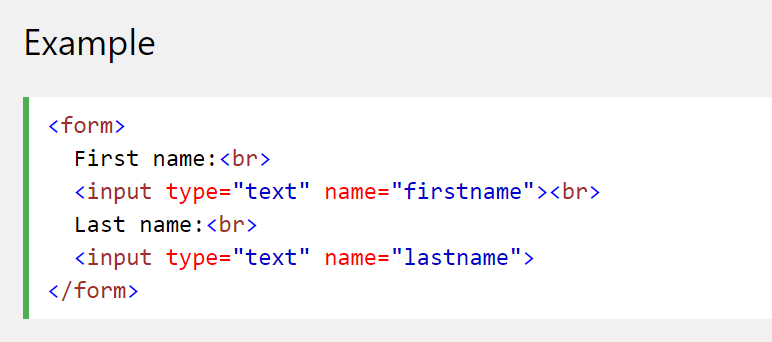 Example
<form>
First name:<br>
<input type="text" name="firstname"><br>
Last name:<br>
<input type="text" name="lastname">
</form>